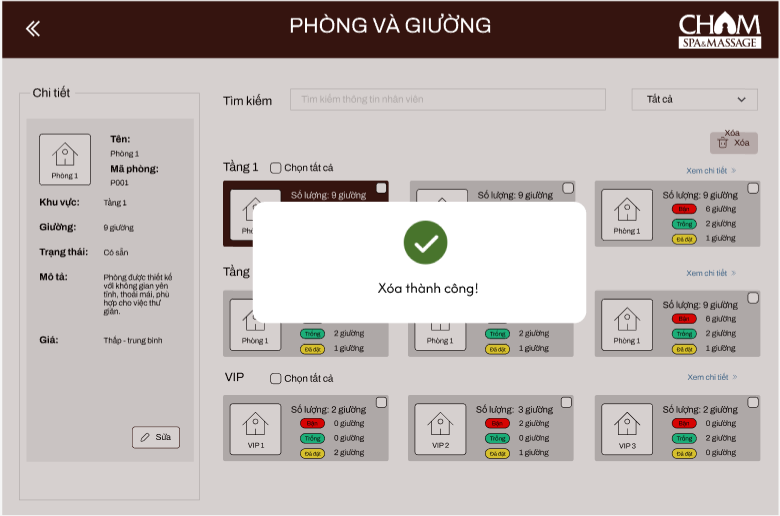 PHÒNG VÀ GIƯỜNG
CHAM
SPA&MASSAGE
Chi tiết
Phòng 1
Tên:
Phòng 1
Mã phòng:
P001
Khu vực: Tầng 1
Giường: 9 giường
Trạng thái: Có sẵn
Mô tả: Phòng được thiết kế
với không gian yên
tĩnh, thoải mái, phù
hợp cho việc thư
giãn.
Giá: Thấp - trung bình
Sửa
Tìm kiếm Tìm kiếm thông tin nhân viên Tất cả
Xóa
Xóa
Tầng 1 Chọn tất cả Xem chi tiết »
Số lượng: 9 giường
Số lượng: 9 giường
Phòng 1
Số lượng: 9 giường
Bận 6 giường
Trống 2 giường
Đã đặt 1 giường
Xóa thành công!
Tầng Xem chi tiết »
Phòng 1
Trống 2 giường
Đã đặt 1 giường
Phòng 1
Trống 2 giường
Đã đặt 1 giường
Phòng 1
Số lượng: 9 giường
Bận 6 giường
Trống 2 giường
Đã đặt 1 giường
VIP Chọn tất cả Xem chi tiết »
VIP 1
Số lượng: 2 giường
Bận 0 giường
Trống 0 giường
Đã đặt 2 giường
VIP 2
Số lượng: 3 giường
Bận 2 giường
Trống 0 giường
Đã đặt 1 giường
VIP 3
Số lượng: 2 giường
Bận 0 giường
Trống 2 giường
Đã đặt 0 giường